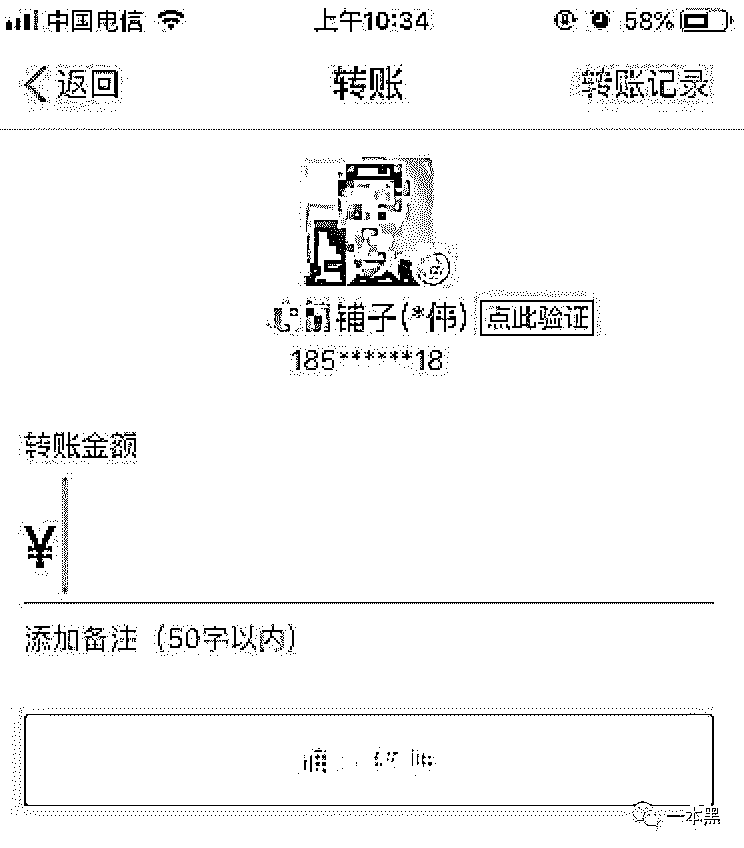 中国电信 上午10:34 58%
返回 转账 转账记录
铺子(*伟) 点此验证
185******18
转账金额
¥
添加备注（50字以内）
一本黑